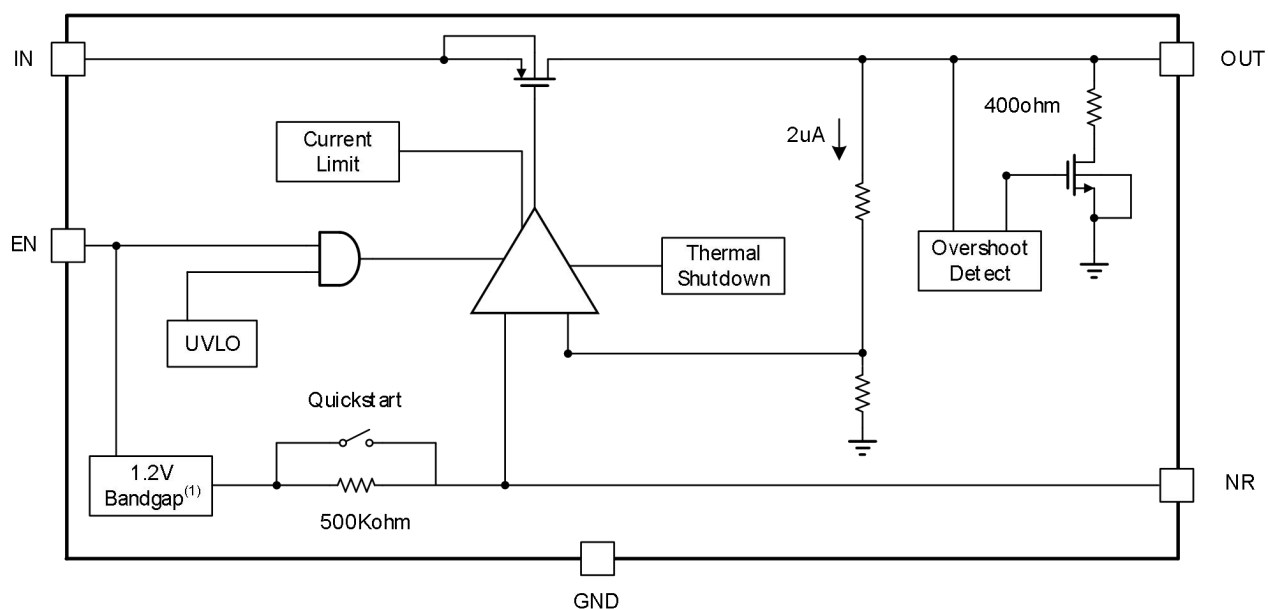 IN
OUT
400ohm
2uA
Current
Limit
EN
Thermal
Shutdown
Overshoot
Detect
UVLO
Quickstart
1.2V
Bandgap(1)
500Kohm
NR
GND